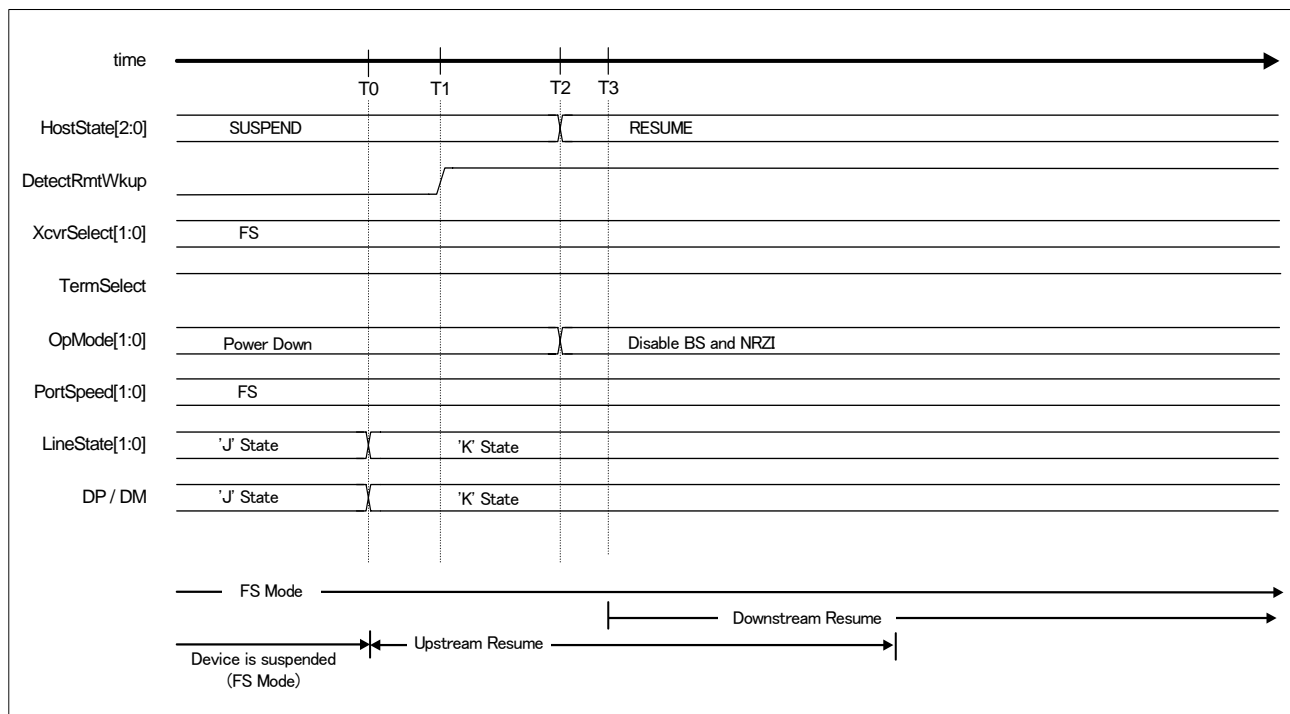 time
T0 T1 T2 T3
HostState[2:0] SUSPEND RESUME
DetectRmtWkup
XcvrSelect[1:0] FS
TermSelect
OpMode[1:0] Power Down Disable BS and NRZI
PortSpeed[1:0] FS
LineState[1:0] 'J' State 'K' State
DP / DM 'J' State 'K' State
FS Mode
Downstream Resume
Upstream Resume
Device is suspended
(FS Mode)